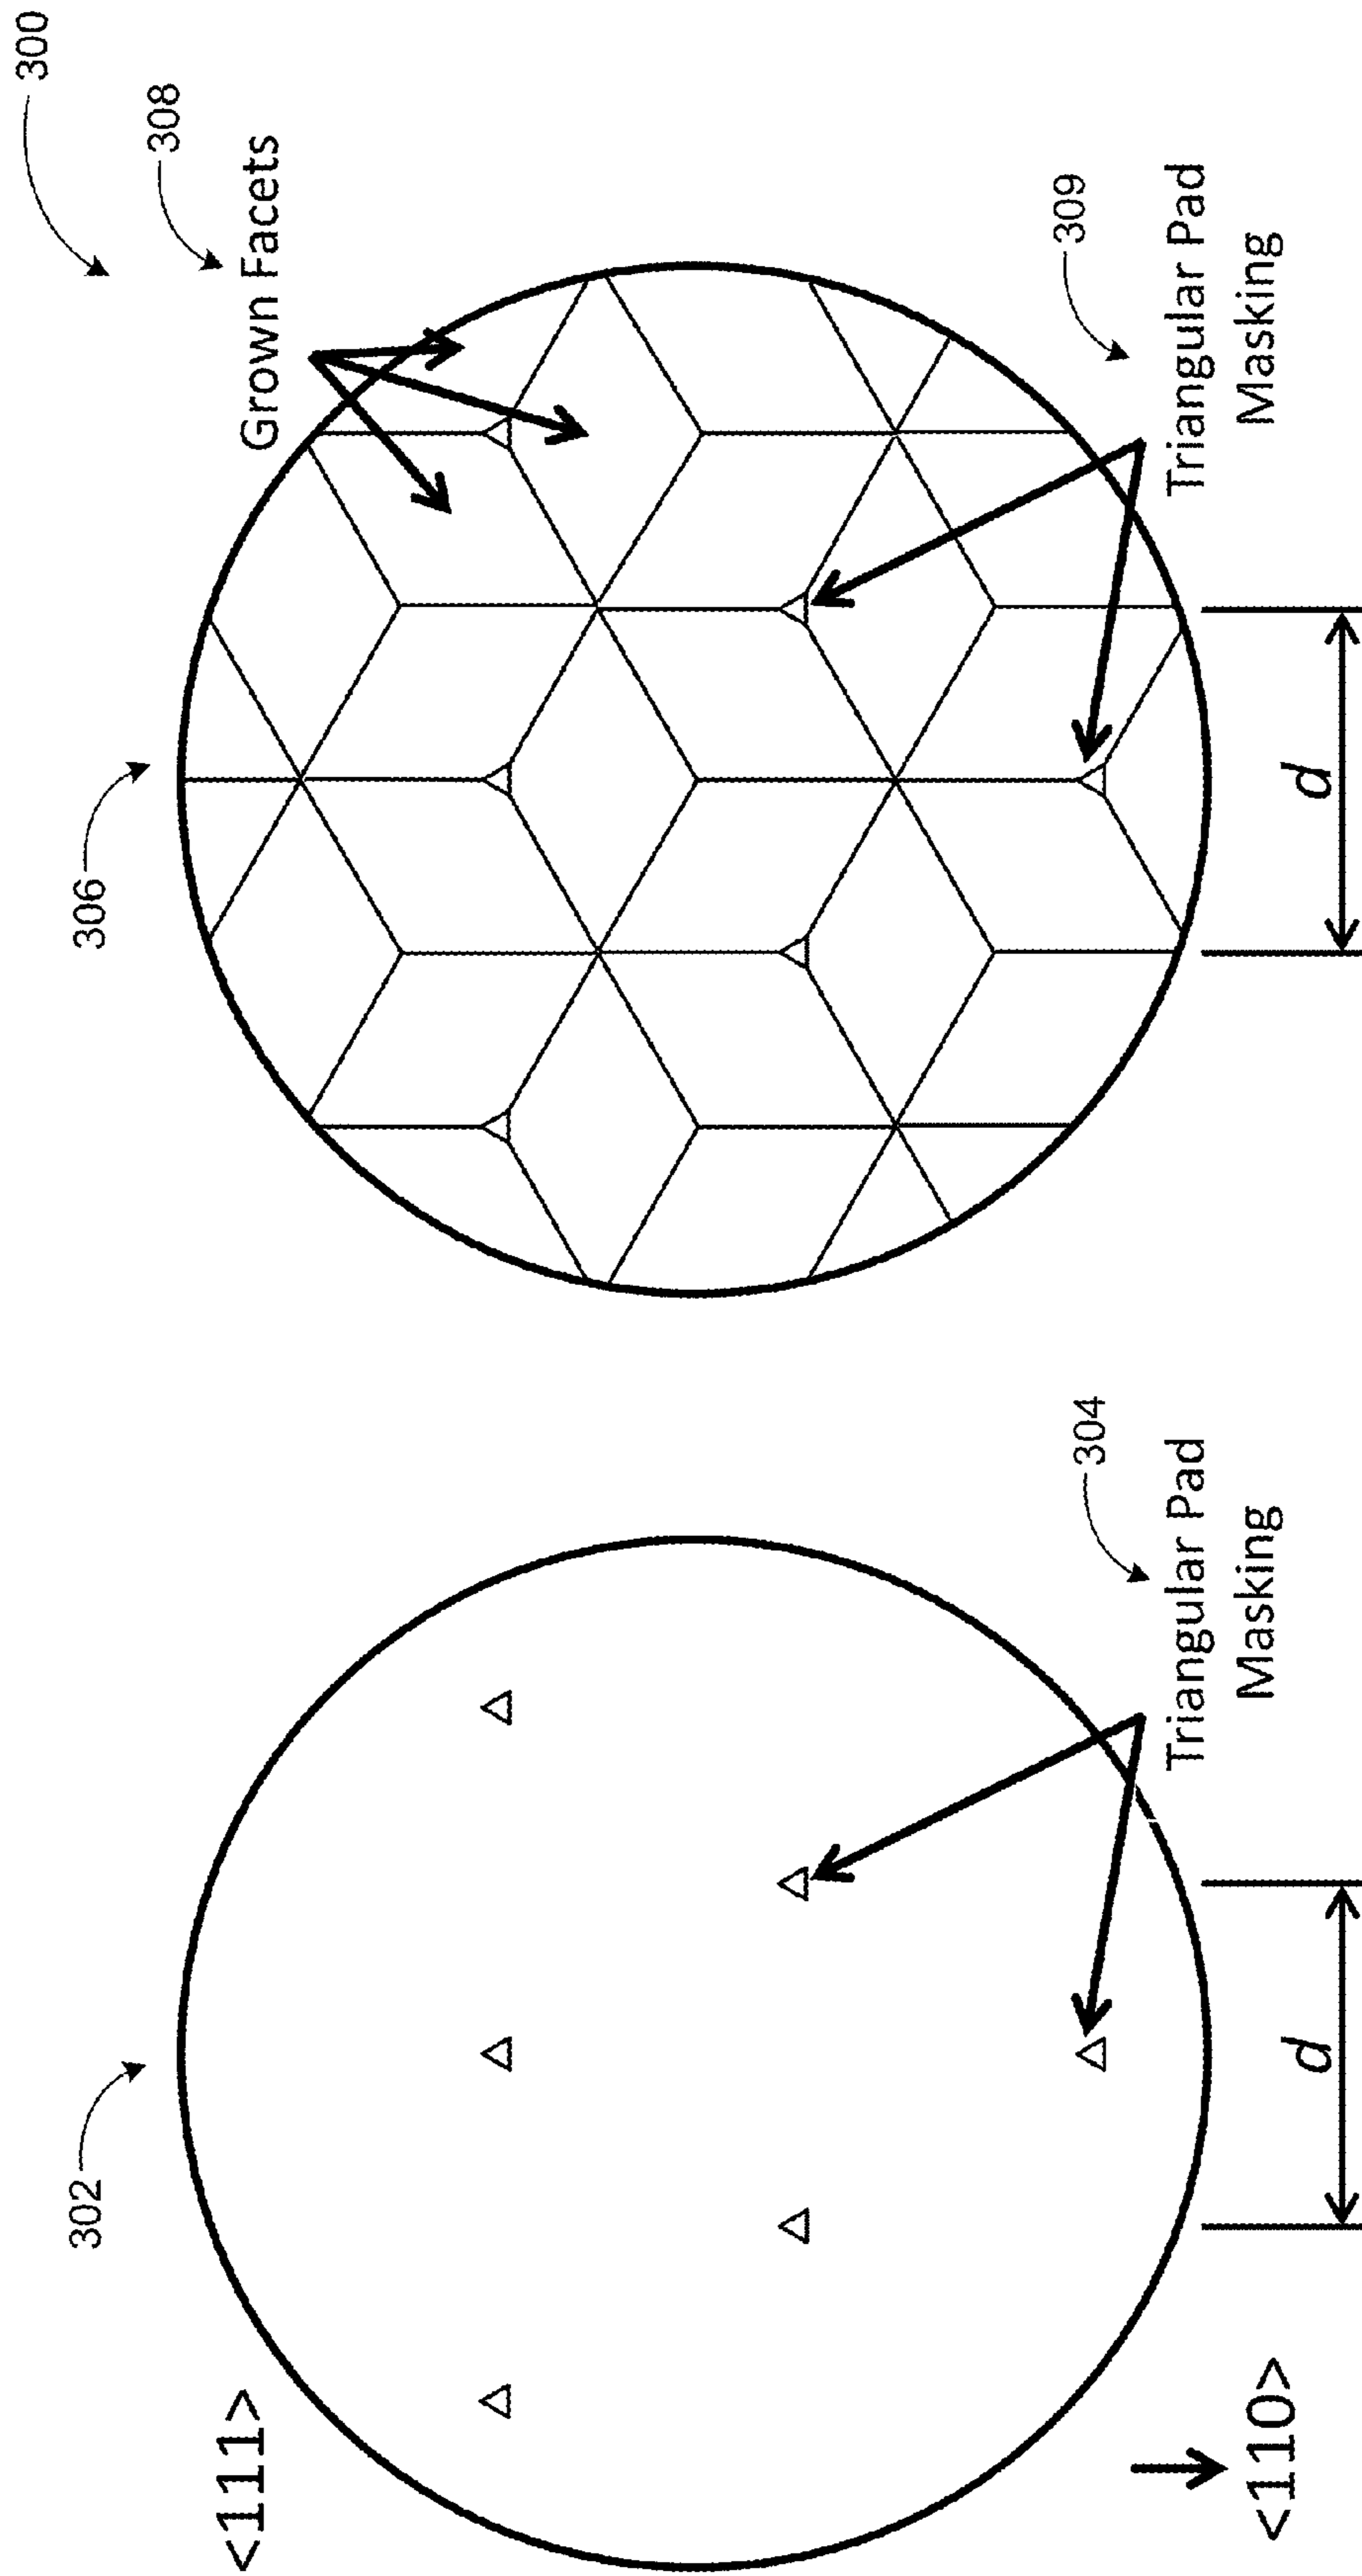 300
<111>
302
306
308
Grown Facets
<110>
d
304
Triangular Pad
Masking
d
309
Triangular Pad
Masking